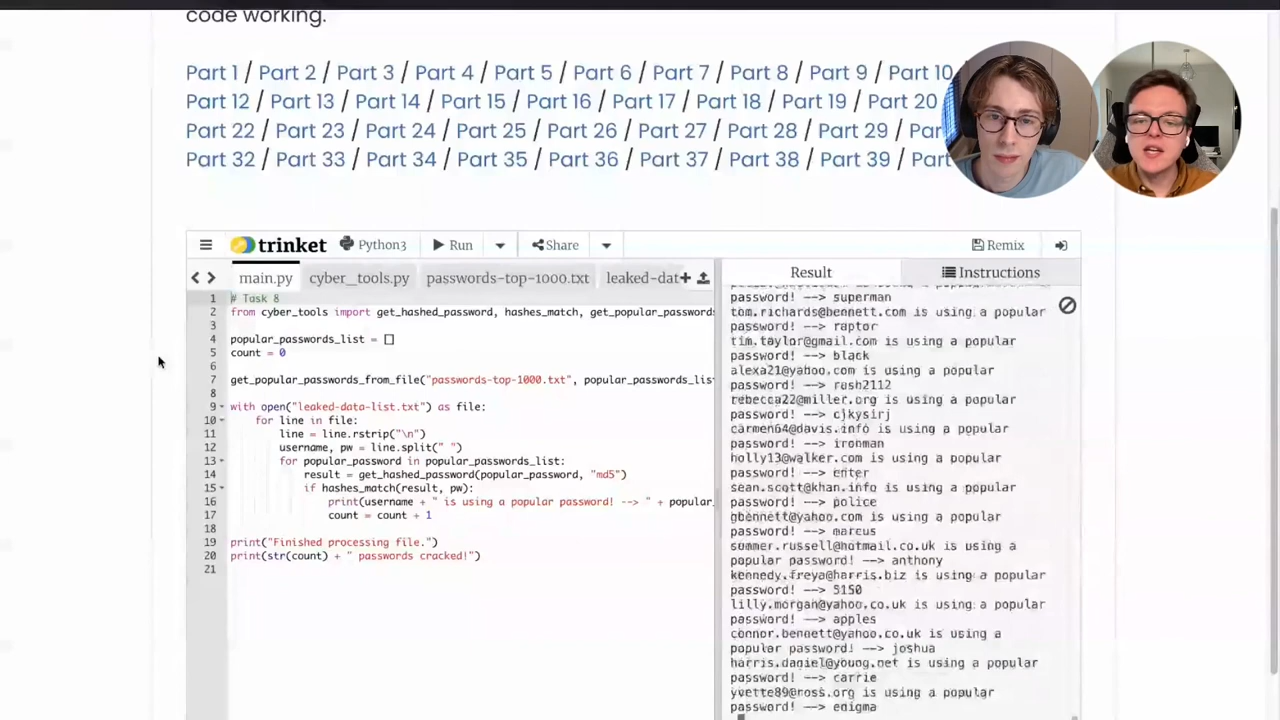 code working.
Part 1 / Part 2 / Part 3 / Part 4 / Part 5 / Part 6 / Part 7 / Part 8 / Part 9 / Part 10
Part 12 / Part 13 / Part 14 / Part 15 / Part 16 / Part 17 / Part 18 / Part 19 / Part 20
Part 22 / Part 23 / Part 24 / Part 25 / Part 26 / Part 27 / Part 28 / Part 29 / Par
Part 32 / Part 33 / Part 34 / Part 35 / Part 36 / Part 37 / Part 38 / Part 39 / Part
trinket Python3 Run Share Remix
main.py cyber_tools.py passwords-top-1000.txt leaked-dat
Result Instructions
1 # Task 8
2 from cyber_tools import get_hashed_password, hashes_match, get_popular_passwords
3
4 popular_passwords_list = []
5 count = 0
6
7 get_popular_passwords_from_file("passwords-top-1000.txt", popular_passwords_list
8
9 with open("leaked-data-list.txt") as file:
10 for line in file:
11 line = line.rstrip("\n")
12 username, pw = line.split(" ")
13 for popular_password in popular_passwords_list:
14 result = get_hashed_password(popular_password, "md5")
15 if hashes_match(result, pw):
16 print(username + " is using a popular password! --> " + popular_
17 count = count + 1
18
19 print("Finished processing file.")
20 print(str(count) + " passwords cracked!")
21
password! --> superman
tom.richards@bennett.com is using a popular
password! --> raptor
tim.taylor@gmail.com is using a popular
password! --> black
alexa21@yahoo.com is using a popular
password! --> rush2112
rebecca22@miller.org is using a popular
password! --> cjkysirj
carmen64@davis.info is using a popular
password! --> ironman
holly13@walker.com is using a popular
password! --> enter
sean.scott@khan.info is using a popular
password! --> police
gbennett@yahoo.com is using a popular
password! --> marcus
summer.russell@hotmail.co.uk is using a
popular password! --> anthony
kennedy.freya@harris.biz is using a popular
password! --> 5150
lilly.morgan@yahoo.co.uk is using a popular
password! --> apples
connor.bennett@yahoo.co.uk is using a
popular password! --> joshua
harris.daniel@young.net is using a popular
password! --> carrie
yvette89@ross.org is using a popular
password! --> enigma